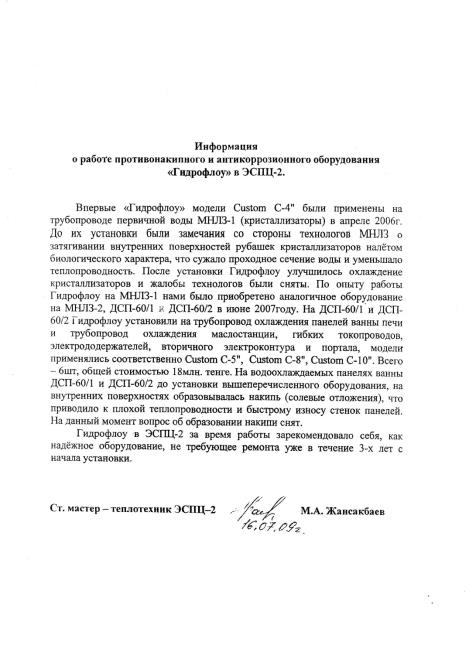 Информация
о работе противонакипного и антикоррозионного оборудования
«Гидрофлоу» в ЭСПЦ-2.
Впервые «Гидрофлоу» модели Custom C-4" были применены на
трубопроводе первичной воды МНЛЗ-1 (кристаллизаторы) в апреле 2006г.
До их установки были замечания со стороны технологов МНЛЗ о
затягивании внутренних поверхностей рубашек кристаллизаторов налётом
биологического характера, что сужало проходное сечение воды и уменьшало
теплопроводность. После установки Гидрофлоу улучшилось охлаждение
кристаллизаторов и жалобы технологов были сняты. По опыту работы
Гидрофлоу на МНЛЗ-1 нами было приобретено аналогичное оборудование
на МНЛЗ-2, ДСП-60/1 и ДСП-60/2 в июне 2007году. На ДСП-60/1 и ДСП-
60/2 Гидрофлоу установили на трубопровод охлаждения панелей ванны печи
и трубопровод охлаждения маслостанции, гибких токопроводов,
электрододержателей, вторичного электроконтура и портала, модели
применялись соответственно Custom C-5", Custom C-8", Custom C-10". Всего
– 6шт, общей стоимостью 18млн. тенге. На водоохлаждаемых панелях ванны
ДСП-60/1 и ДСП-60/2 до установки вышеперечисленного оборудования, на
внутренних поверхностях образовывалась накипь (солевые отложения), что
приводило к плохой теплопроводности и быстрому износу стенок панелей.
На данный момент вопрос об образовании накипи снят.
Гидрофлоу в ЭСПЦ-2 за время работы зарекомендовало себя, как
надёжное оборудование, не требующее ремонта уже в течение 3-х лет с
начала установки.
Ст. мастер – теплотехник ЭСПЦ–2 М.А. Жансакбаев
16.07.09г.